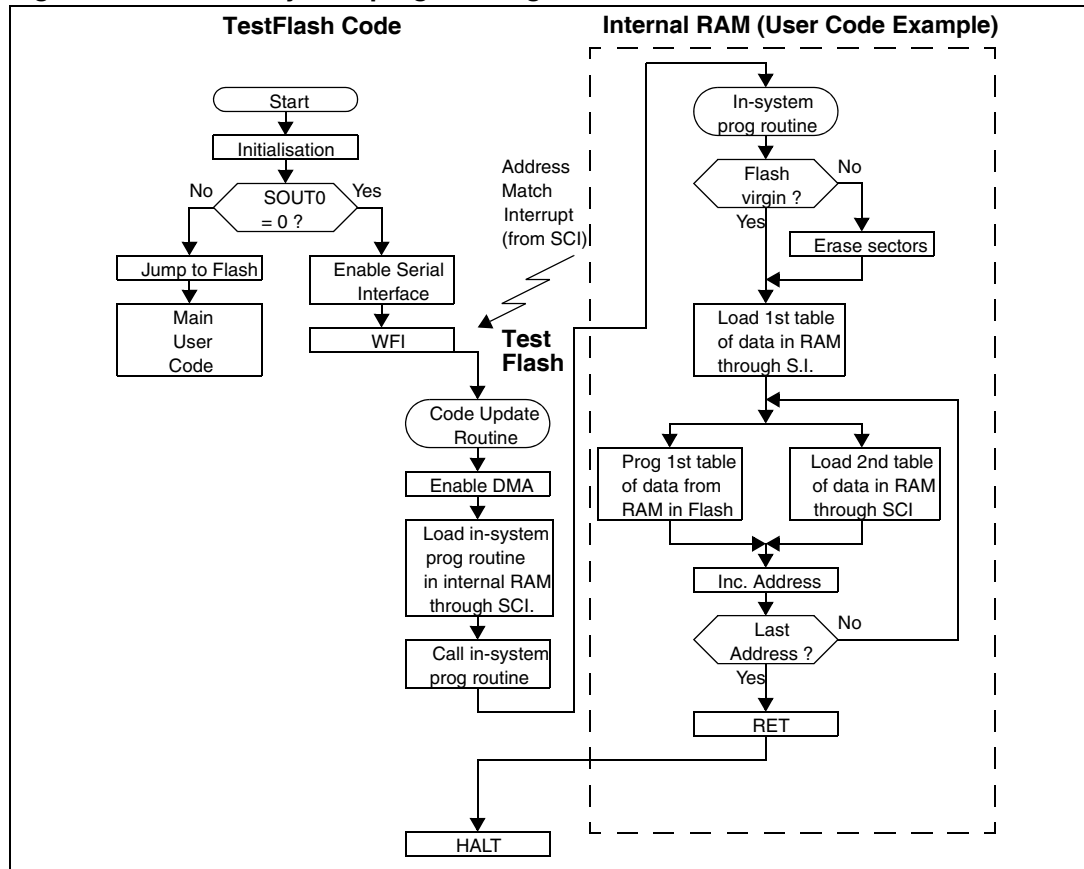 TestFlash Code
Internal RAM (User Code Example)
Start
Initialisation
No
SOUT0
= 0 ?
Yes
Jump to Flash
Main
User
Code
Enable Serial
Interface
WFI
Address
Match
Interrupt
(from SCI)
Test
Flash
Code Update
Routine
Enable DMA
Load in-system
prog routine
in internal RAM
through SCI.
Call in-system
prog routine
HALT
In-system
prog routine
Flash
virgin ?
No
Yes
Erase sectors
Load 1st table
of data in RAM
through S.I.
Prog 1st table
of data from
RAM in Flash
Load 2nd table
of data in RAM
through SCI
Inc. Address
Last
Address ?
No
Yes
RET